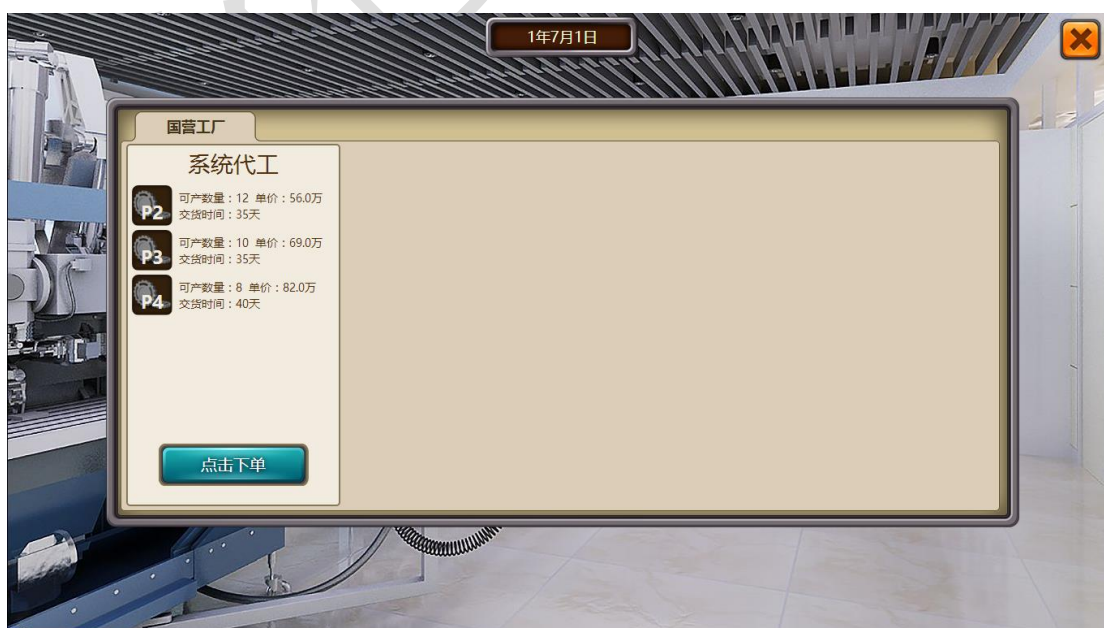 1年7月1日
国营工厂
系统代工
P2
可产数量：12 单价：56.0万
交货时间：35天
P3
可产数量：10 单价：69.0万
交货时间：35天
P4
可产数量：8 单价：82.0万
交货时间：40天
点击下单